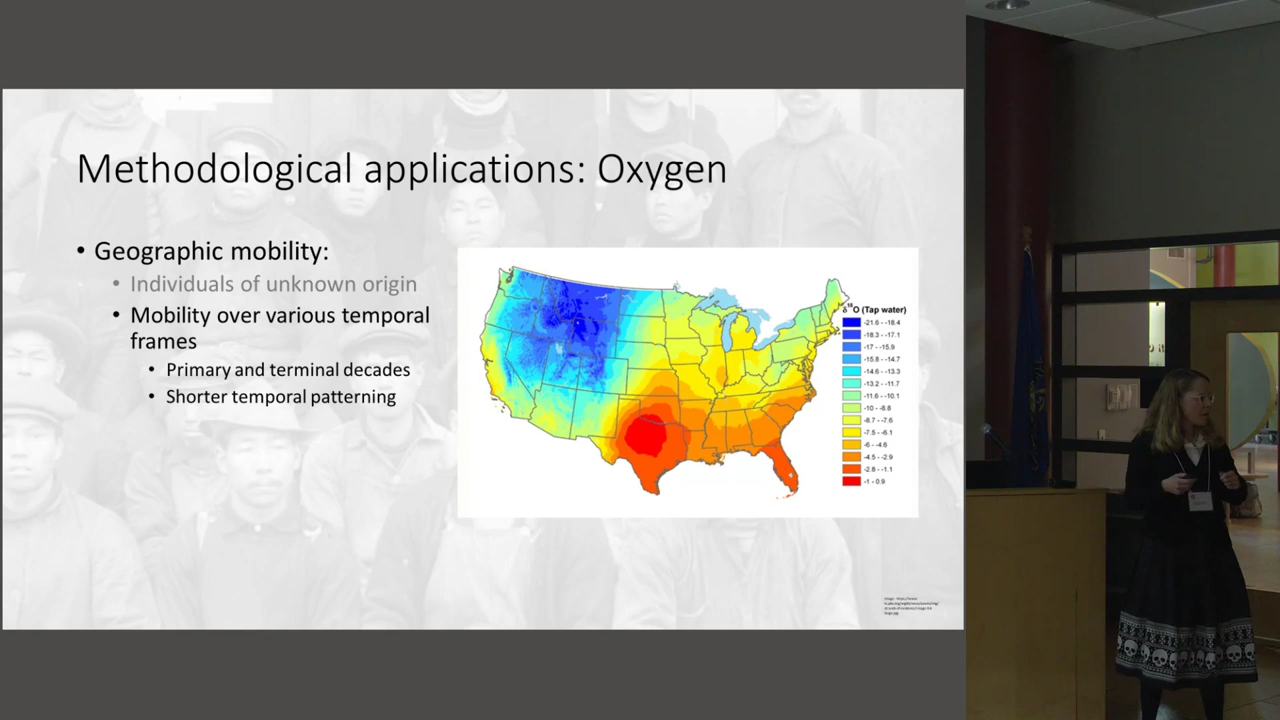 Methodological applications: Oxygen
• Geographic mobility:
• Individuals of unknown origin
• Mobility over various temporal
frames
• Primary and terminal decades
• Shorter temporal patterning
δ¹⁸O (Tap water)
-21.6 - -18.4
-18.3 - -17.1
-17 - -15.9
-15.8 - -14.7
-14.6 - -13.3
-13.2 - -11.7
-11.6 - -10.1
-10 - -8.8
-8.7 - -7.6
-7.5 - -6.1
-6 - -4.6
-4.5 - -2.9
-2.8 - -1.1
-1 - 0.9